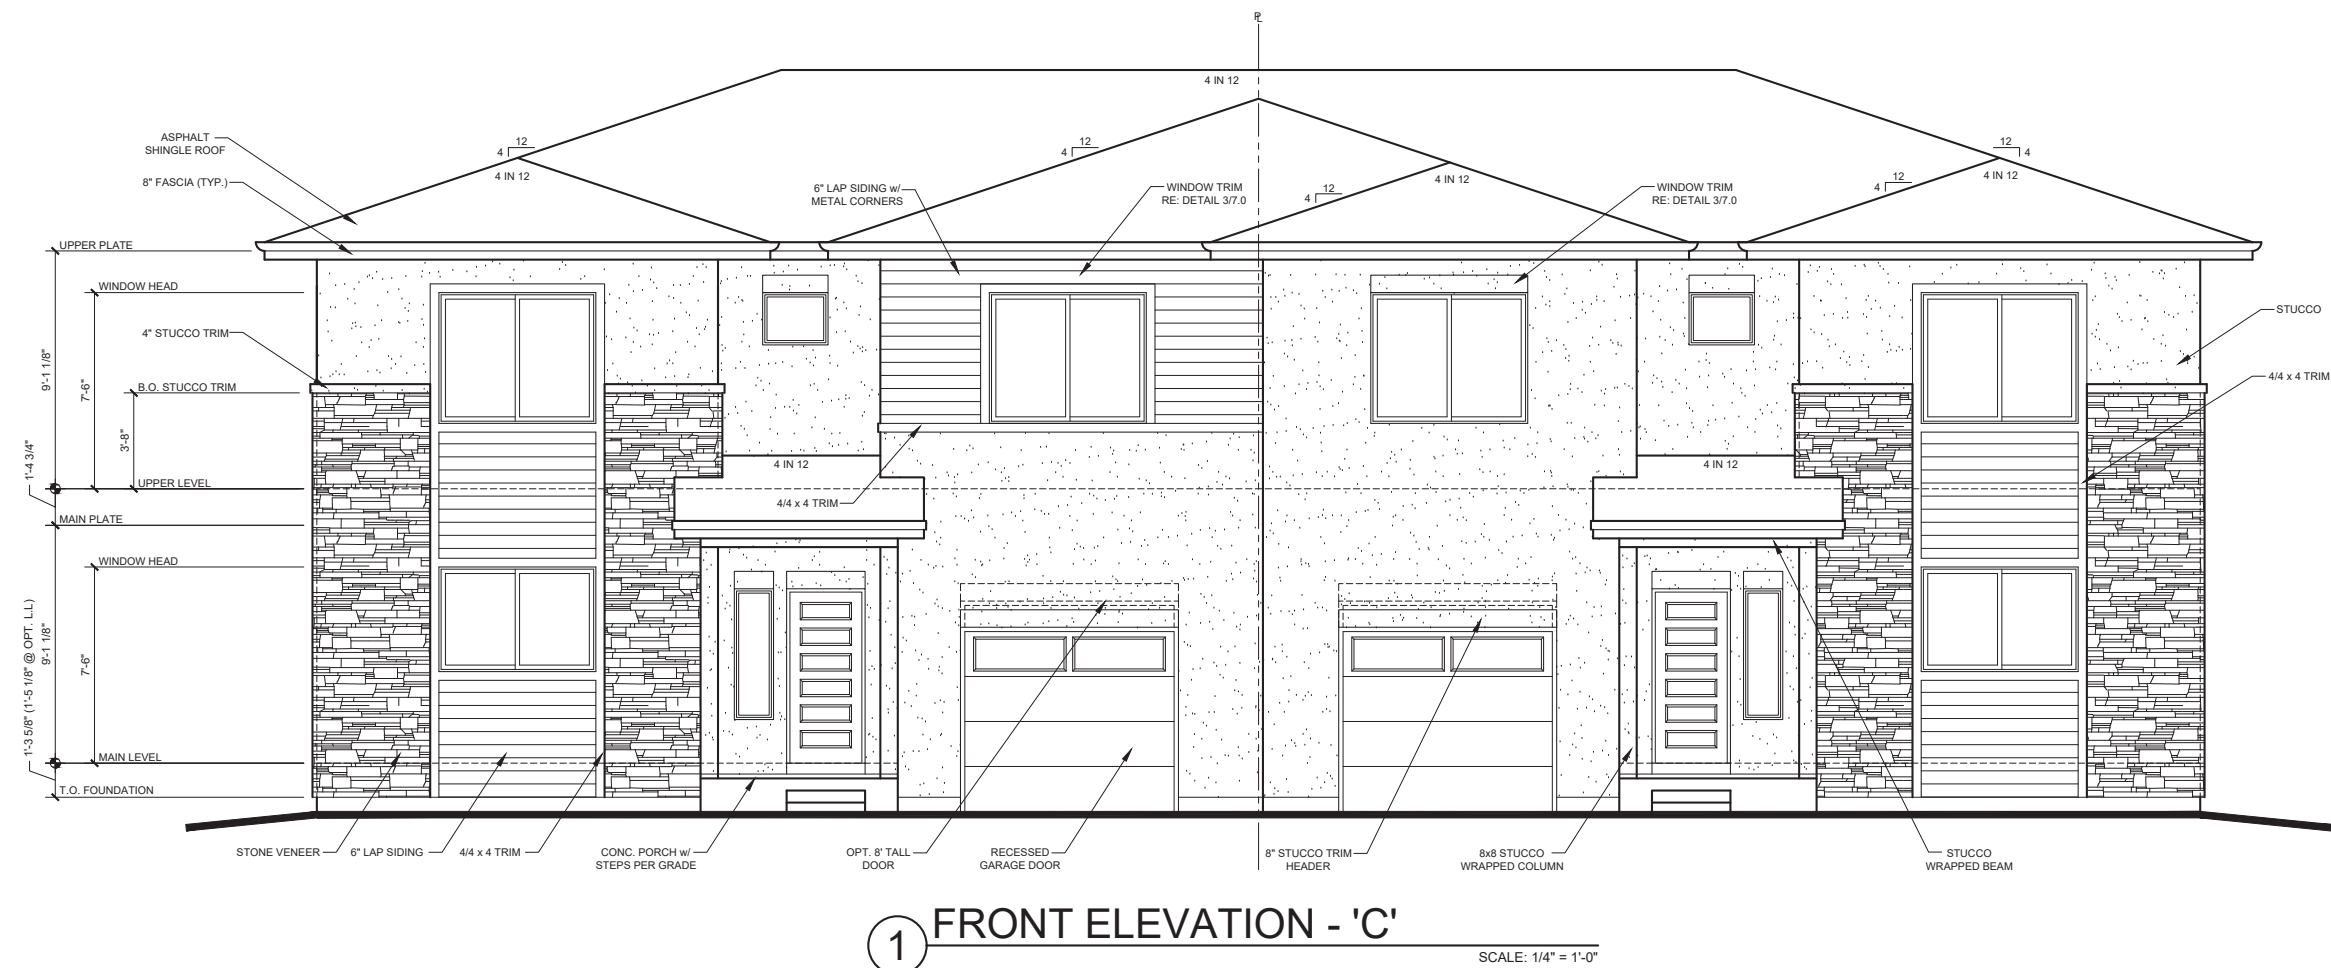 PL
4 IN 12
ASPHALT
SHINGLE ROOF
12
4
12
4
12
4
4 IN 12
8" FASCIA (TYP.)
6" LAP SIDING w/
METAL CORNERS
WINDOW TRIM
RE: DETAIL 3/7.0
12
4
4 IN 12
WINDOW TRIM
RE: DETAIL 3/7.0
12
4
4 IN 12
UPPER PLATE
WINDOW HEAD
4" STUCCO TRIM
STUCCO
9'-1 1/8"
7'-6"
B.O. STUCCO TRIM
4/4 x 4 TRIM
3'-8"
1'-4 3/4"
4 IN 12
4 IN 12
UPPER LEVEL
4/4 x 4 TRIM
MAIN PLATE
WINDOW HEAD
1'-3 5/8" (1'-5 1/8" @ OPT. L.L)
9'-1 1/8"
7'-6"
MAIN LEVEL
T.O. FOUNDATION
STONE VENEER
6" LAP SIDING
4/4 x 4 TRIM
CONC. PORCH w/
STEPS PER GRADE
OPT. 8' TALL
DOOR
RECESSED
GARAGE DOOR
8" STUCCO TRIM
HEADER
8x8 STUCCO
WRAPPED COLUMN
STUCCO
WRAPPED BEAM
1
FRONT ELEVATION - 'C'
SCALE: 1/4" = 1'-0"